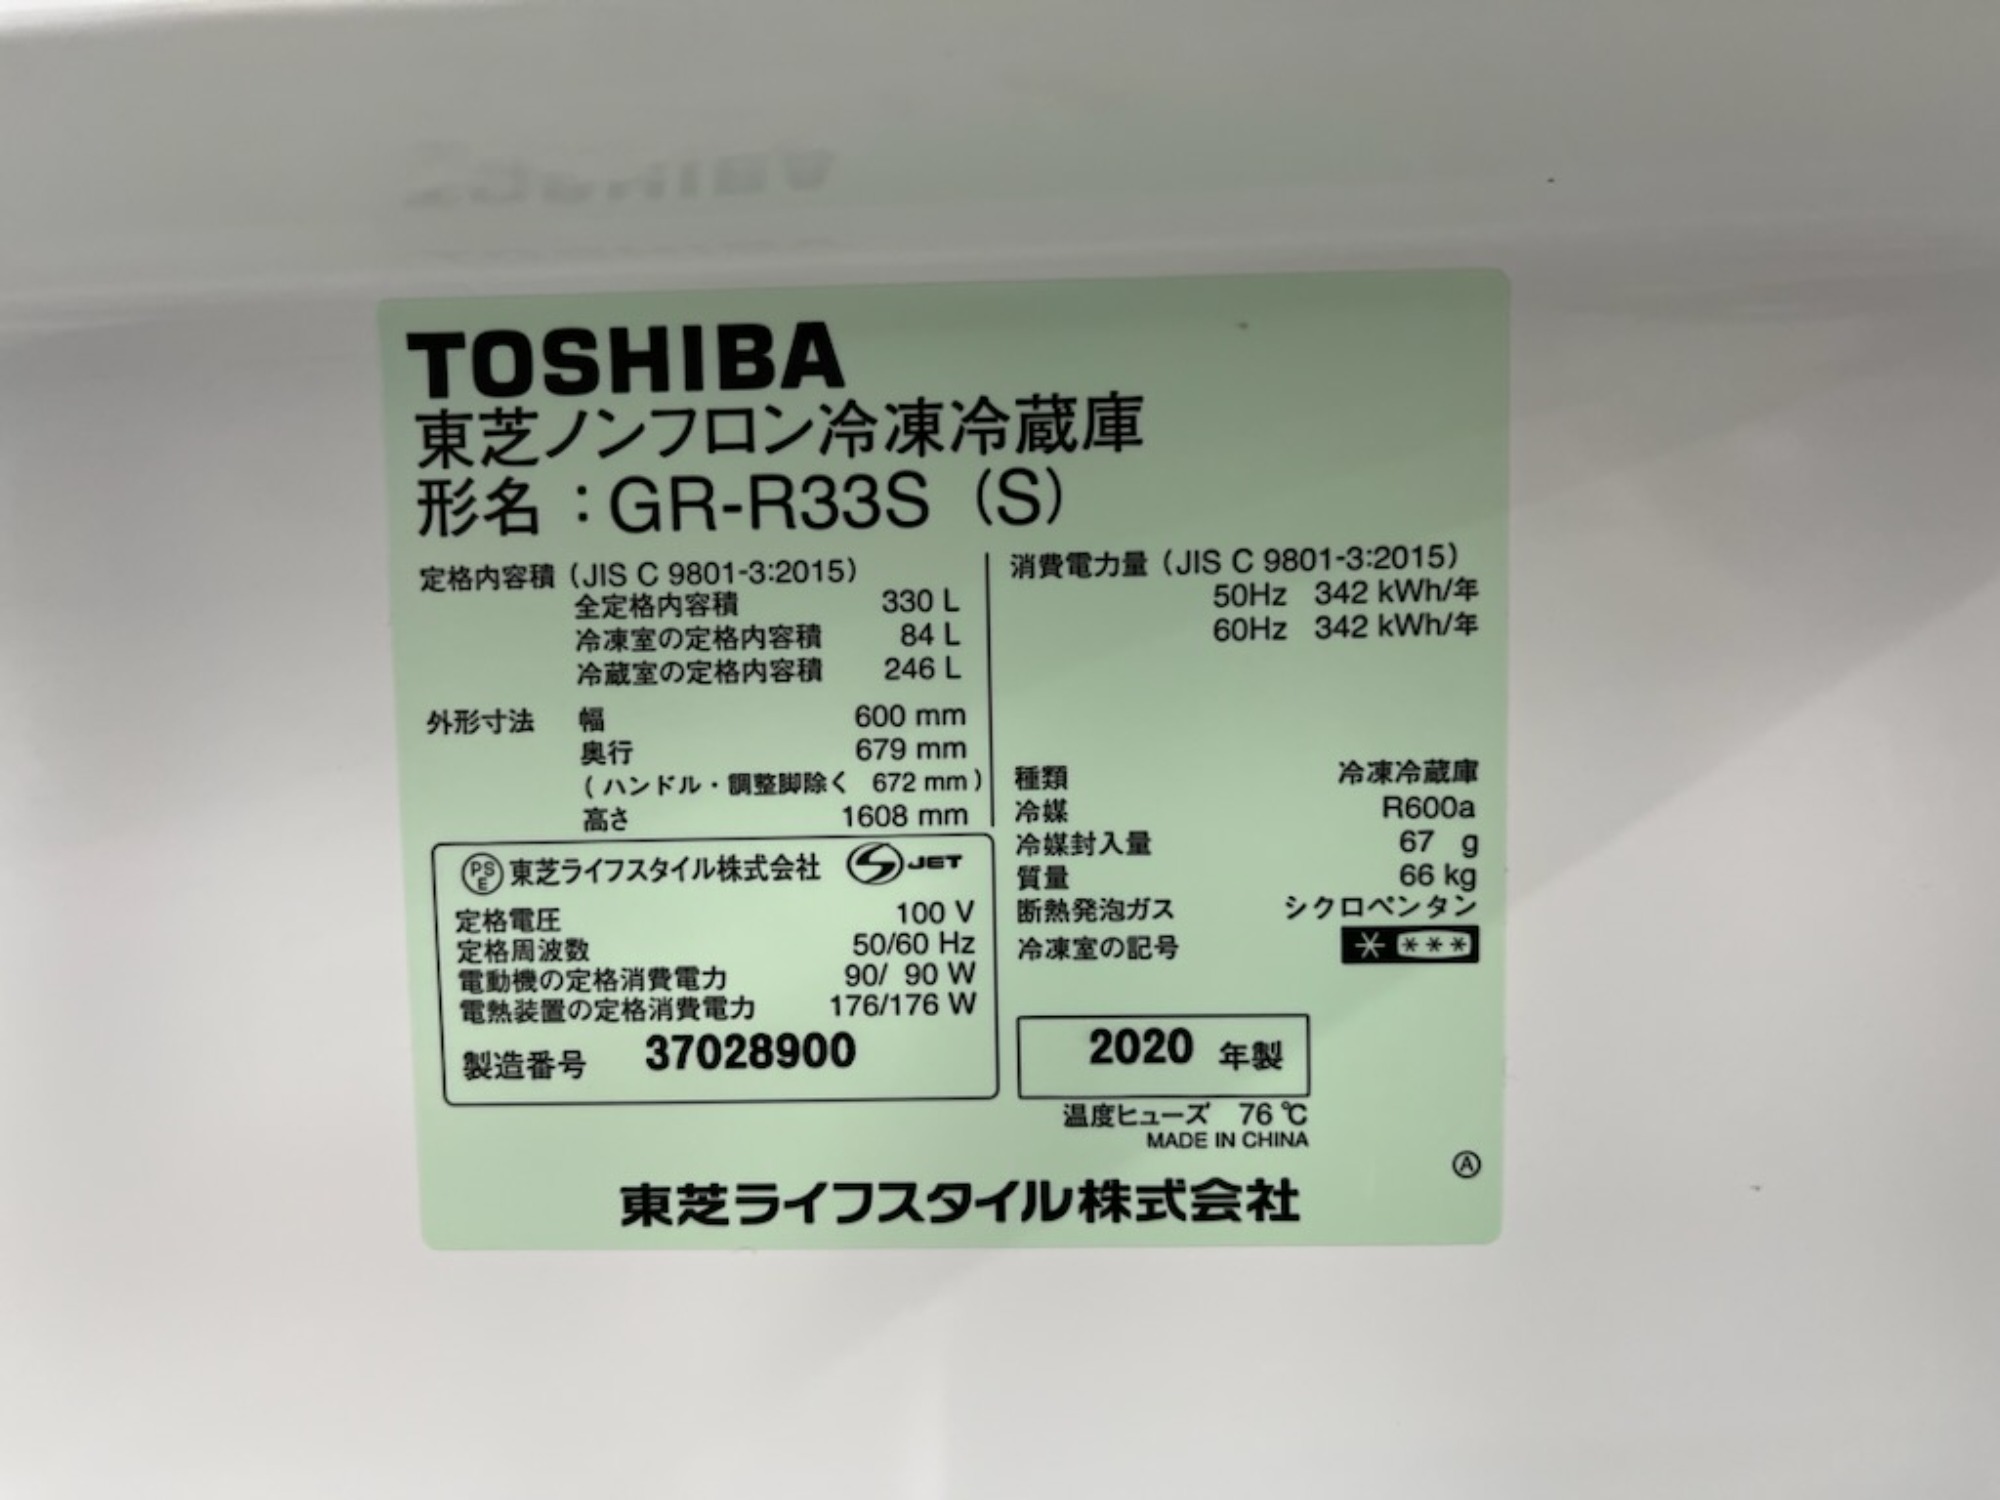 TOSHIBA
東芝ノンフロン冷凍冷蔵庫
形名：GR-R33S (S)
定格内容積 (JIS C 9801-3:2015)
全定格内容積 330 L
冷凍室の定格内容積 84 L
冷蔵室の定格内容積 246 L
外形寸法 幅 600 mm
奥行 679 mm
(ハンドル・調整脚除く 672 mm)
高さ 1608 mm
PSE 東芝ライフスタイル株式会社 S JET
定格電圧 100 V
定格周波数 50/60 Hz
電動機の定格消費電力 90/ 90 W
電熱装置の定格消費電力 176/176 W
製造番号 37028900
消費電力量 (JIS C 9801-3:2015)
50Hz 342 kWh/年
60Hz 342 kWh/年
種類 冷凍冷蔵庫
冷媒 R600a
冷媒封入量 67 g
質量 66 kg
断熱発泡ガス シクロペンタン
冷凍室の記号 * ***
2020 年製
温度ヒューズ 76 ℃
MADE IN CHINA
Ⓐ
東芝ライフスタイル株式会社